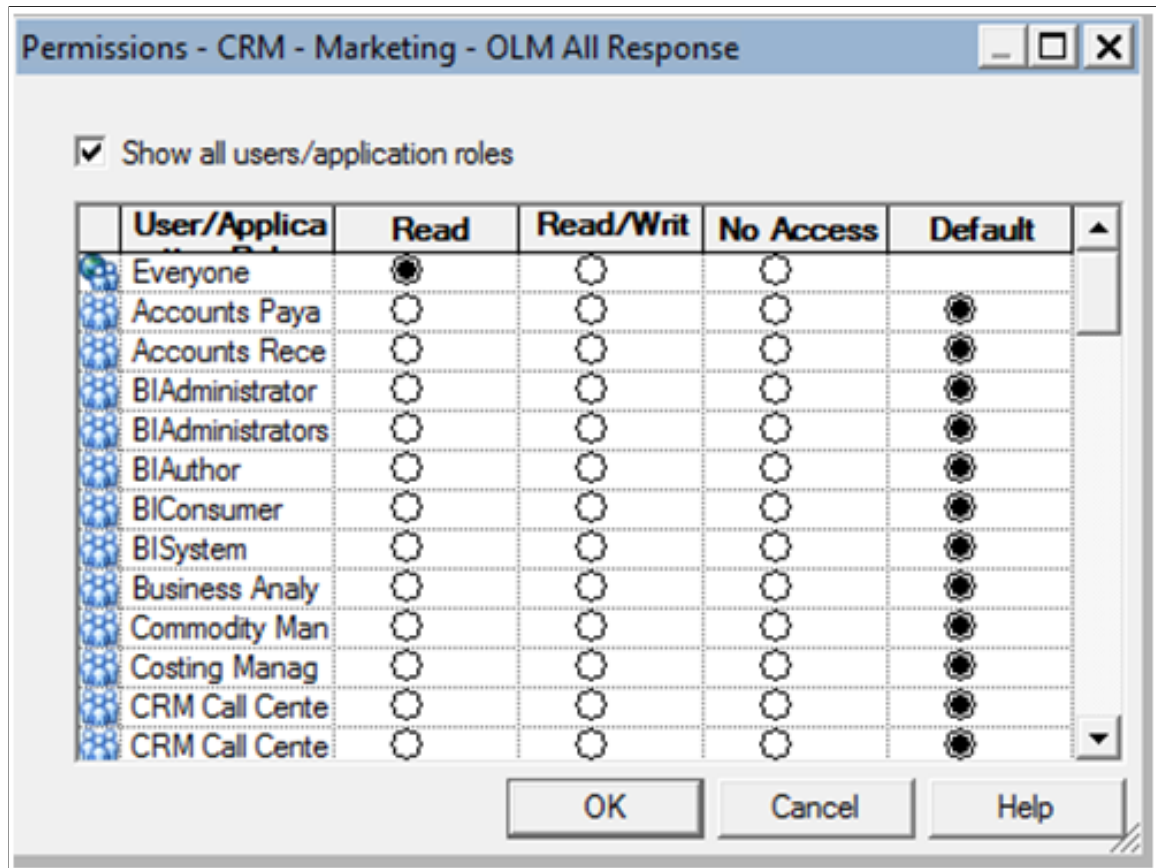 Permissions - CRM - Marketing - OLM All Response
Show all users/application roles
User/Applica Read Read/Writ No Access Default
Everyone
Accounts Paya
Accounts Rece
BIAdministrator
BIAdministrators
BIAuthor
BIConsumer
BISystem
Business Analy
Commodity Man
Costing Manag
CRM Call Cente
CRM Call Cente
OK Cancel Help